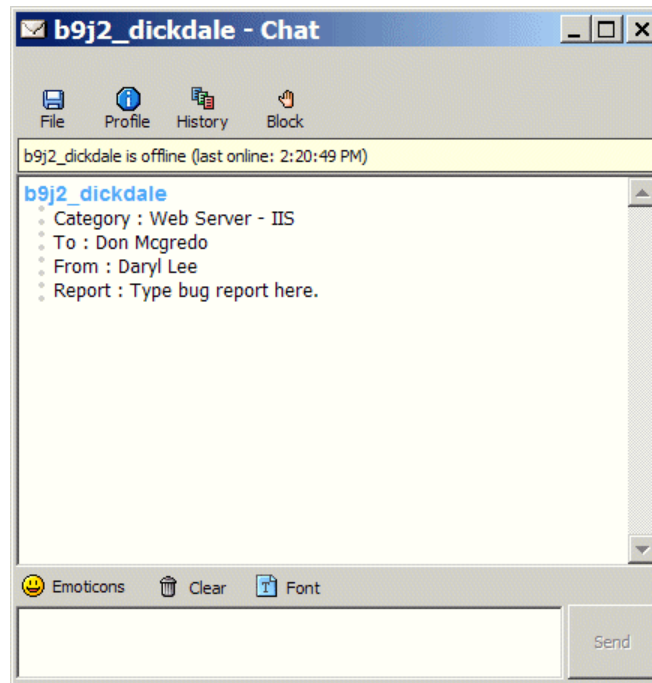 b9j2_dickdale - Chat
File Profile History Block
b9j2_dickdale is offline (last online: 2:20:49 PM)
b9j2_dickdale
Category : Web Server - IIS
To : Don Mcgredo
From : Daryl Lee
Report : Type bug report here.
Emoticons Clear T Font
Send